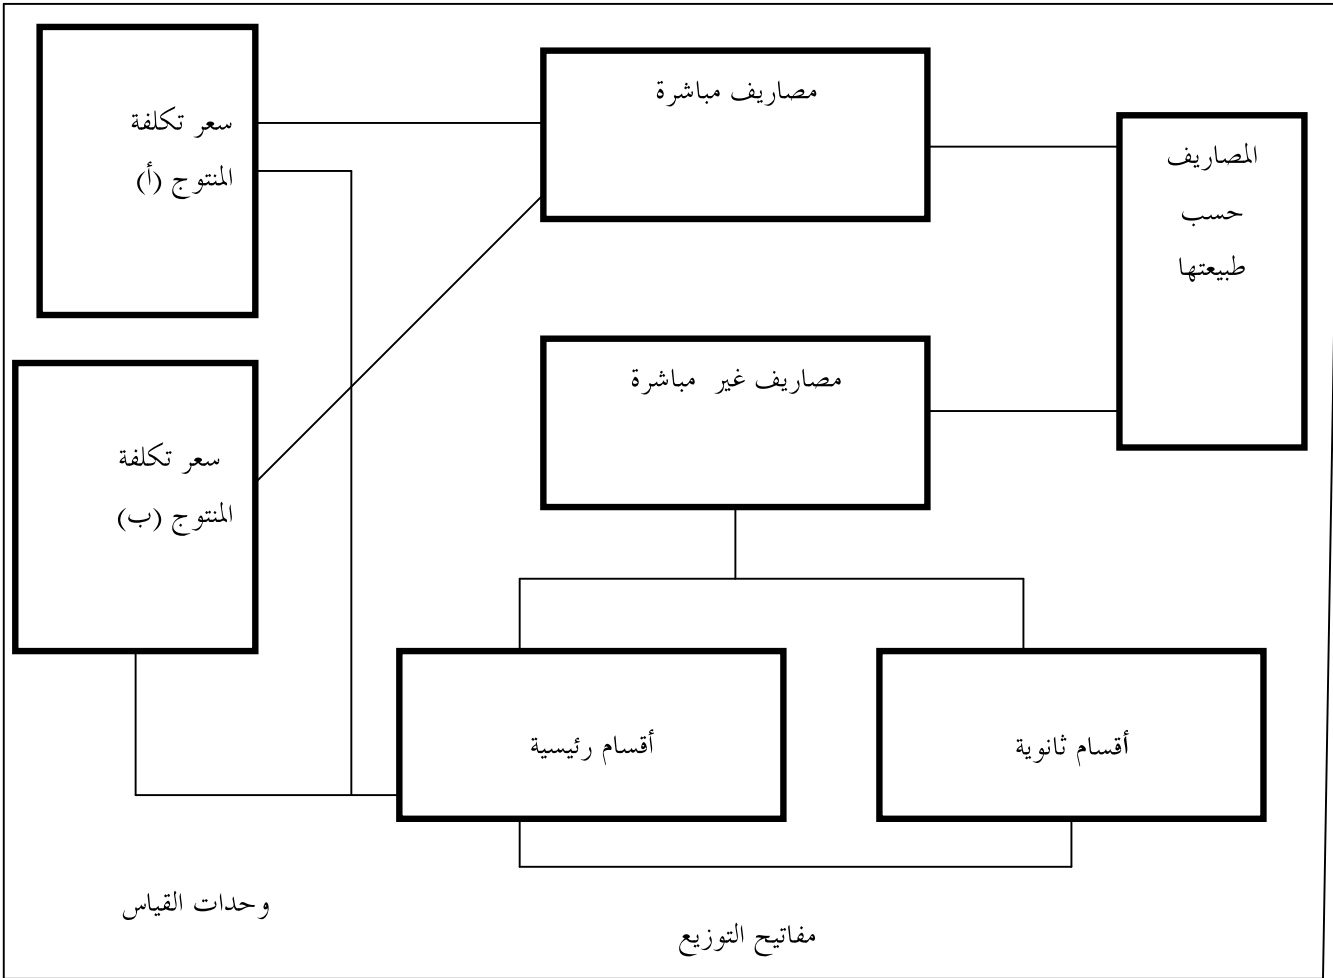 المصاريف
حسب
طبيعتها
مصاريف مباشرة
مصاريف غير مباشرة
سعر تكلفة
المنتوج (أ)
سعر تكلفة
المنتوج (ب)
أقسام ثانوية
أقسام رئيسية
مفاتيح التوزيع
وحدات القياس